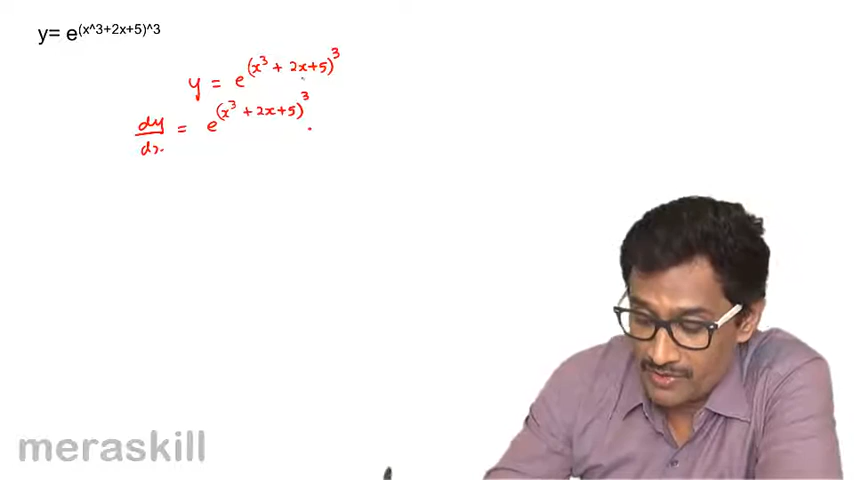 y= e^(x^3+2x+5)^3
y = e^(x³ + 2x+5)³
dy/dx = e^(x³ + 2x+5)³ .
meraskill